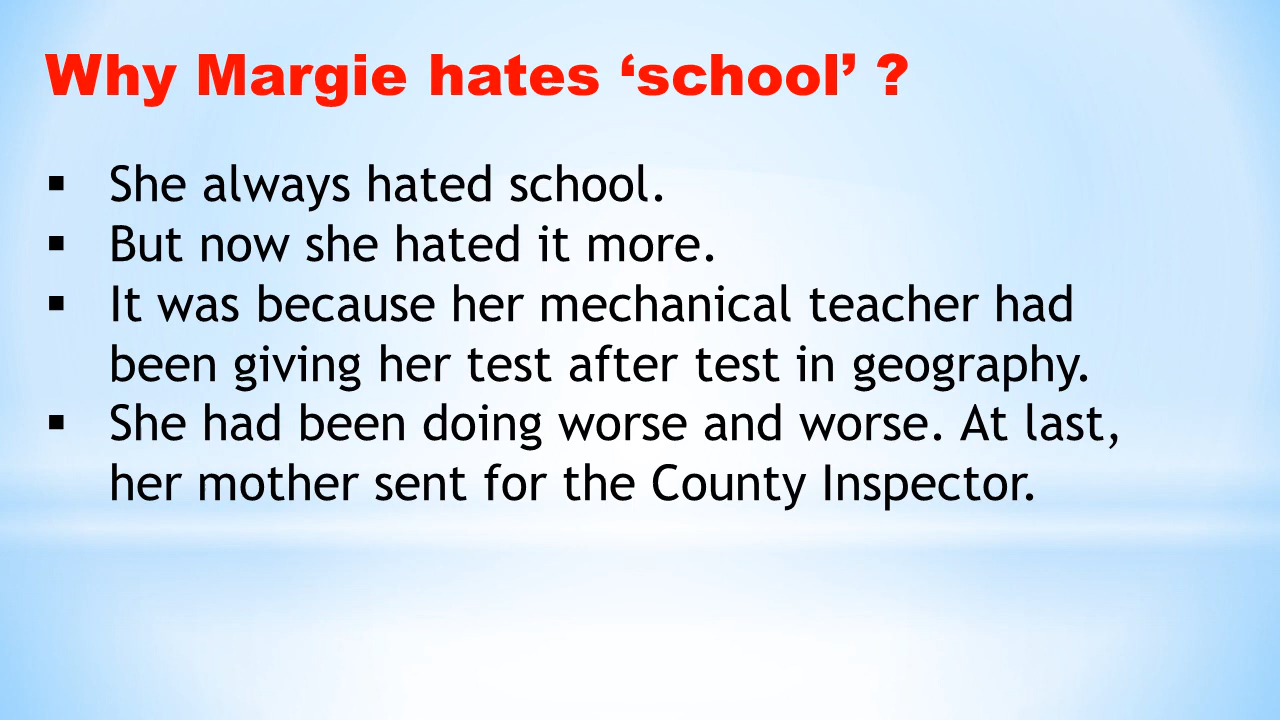 Why Margie hates ‘school’ ?
▪ She always hated school.
▪ But now she hated it more.
▪ It was because her mechanical teacher had
been giving her test after test in geography.
▪ She had been doing worse and worse. At last,
her mother sent for the County Inspector.